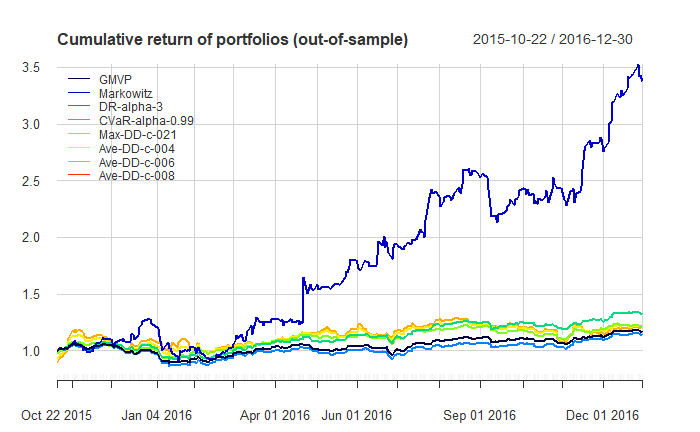 Cumulative return of portfolios (out-of-sample) 2015-10-22 / 2016-12-30
3.5
3.0
2.5
2.0
1.5
1.0
GMVP
Markowitz
DR-alpha-3
CVaR-alpha-0.99
Max-DD-c-021
Ave-DD-c-004
Ave-DD-c-006
Ave-DD-c-008
Oct 22 2015 Jan 04 2016 Apr 01 2016 Jun 01 2016 Sep 01 2016 Dec 01 2016